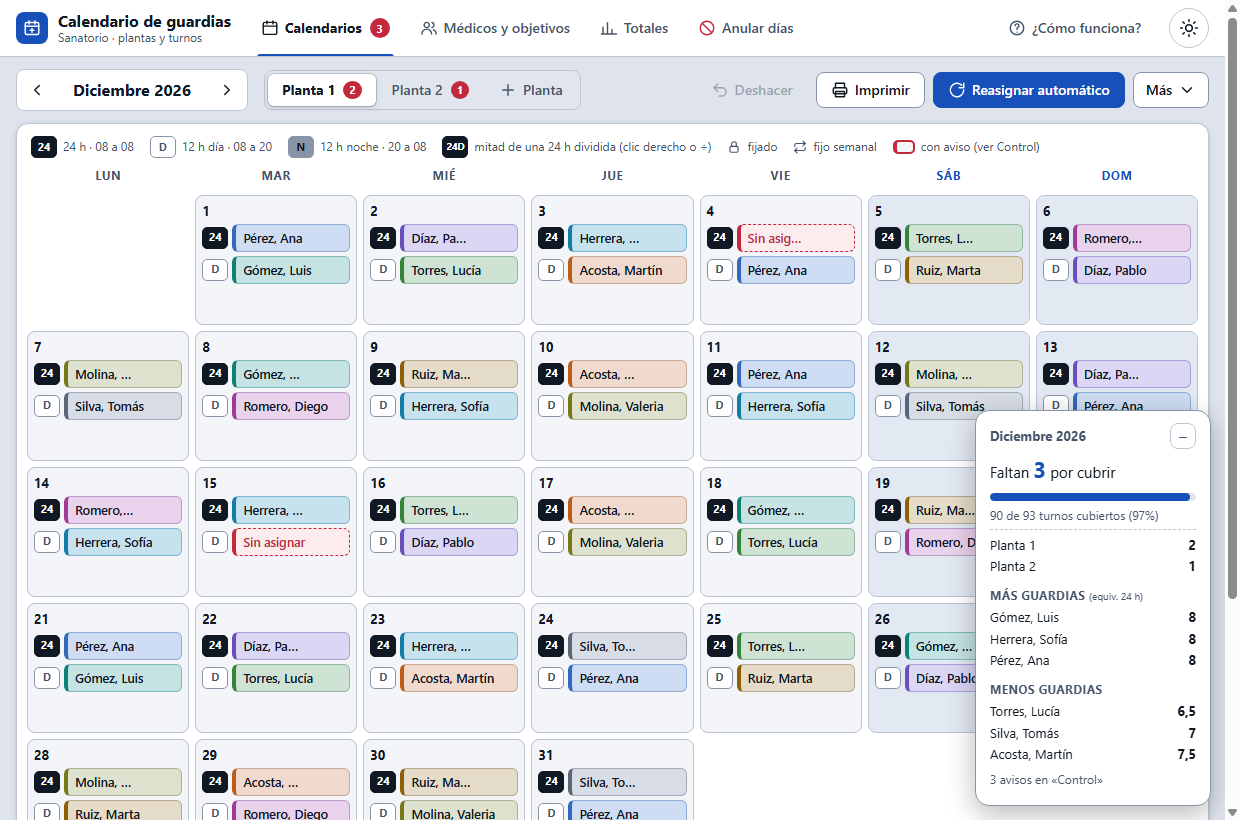 Calendario de guardias
Sanatorio · plantas y turnos
Calendarios 3
Médicos y objetivos
Totales
Anular días
¿Cómo funciona?
Diciembre 2026
Planta 1 2
Planta 2 1
+ Planta
Deshacer
Imprimir
Reasignar automático
Más
24 24 h · 08 a 08
D 12 h día · 08 a 20
N 12 h noche · 20 a 08
24D mitad de una 24 h dividida (clic derecho o ÷)
fijado
fijo semanal
con aviso (ver Control)
LUN MAR MIÉ JUE VIE SÁB DOM
1
24 Pérez, Ana
D Gómez, Luis
2
24 Díaz, Pa...
D Torres, Lucía
3
24 Herrera, ...
D Acosta, Martín
4
24 Sin asig...
D Pérez, Ana
5
24 Torres, L...
D Ruiz, Marta
6
24 Romero,...
D Díaz, Pablo
7
24 Molina, ...
D Silva, Tomás
8
24 Gómez, ...
D Romero, Diego
9
24 Ruiz, Ma...
D Herrera, Sofía
10
24 Acosta, ...
D Molina, Valeria
11
24 Pérez, Ana
D Herrera, Sofía
12
24 Molina, ...
D Silva, Tomás
13
24 Díaz, Pa...
D Pérez, Ana
14
24 Romero,...
D Herrera, Sofía
15
24 Herrera, ...
D Sin asignar
16
24 Torres, L...
D Díaz, Pablo
17
24 Acosta, ...
D Molina, Valeria
18
24 Gómez, ...
D Torres, Lucía
19
24 Ruiz, Ma...
D Romero, D
21
24 Pérez, Ana
D Gómez, Luis
22
24 Díaz, Pa...
D Torres, Lucía
23
24 Herrera, ...
D Acosta, Martín
24
24 Silva, To...
D Pérez, Ana
25
24 Torres, L...
D Ruiz, Marta
26
24 Gómez, ...
D Díaz, Pablo
28
24 Molina, ...
D Ruiz, Marta
29
24 Acosta, ...
D Romero, Diego
30
24 Ruiz, Ma...
D Molina, Valeria
31
24 Silva, To...
D Pérez, Ana
Diciembre 2026
Faltan 3 por cubrir
90 de 93 turnos cubiertos (97%)
Planta 1 2
Planta 2 1
MÁS GUARDIAS (equiv. 24 h)
Gómez, Luis 8
Herrera, Sofía 8
Pérez, Ana 8
MENOS GUARDIAS
Torres, Lucía 6,5
Silva, Tomás 7
Acosta, Martín 7,5
3 avisos en «Control»